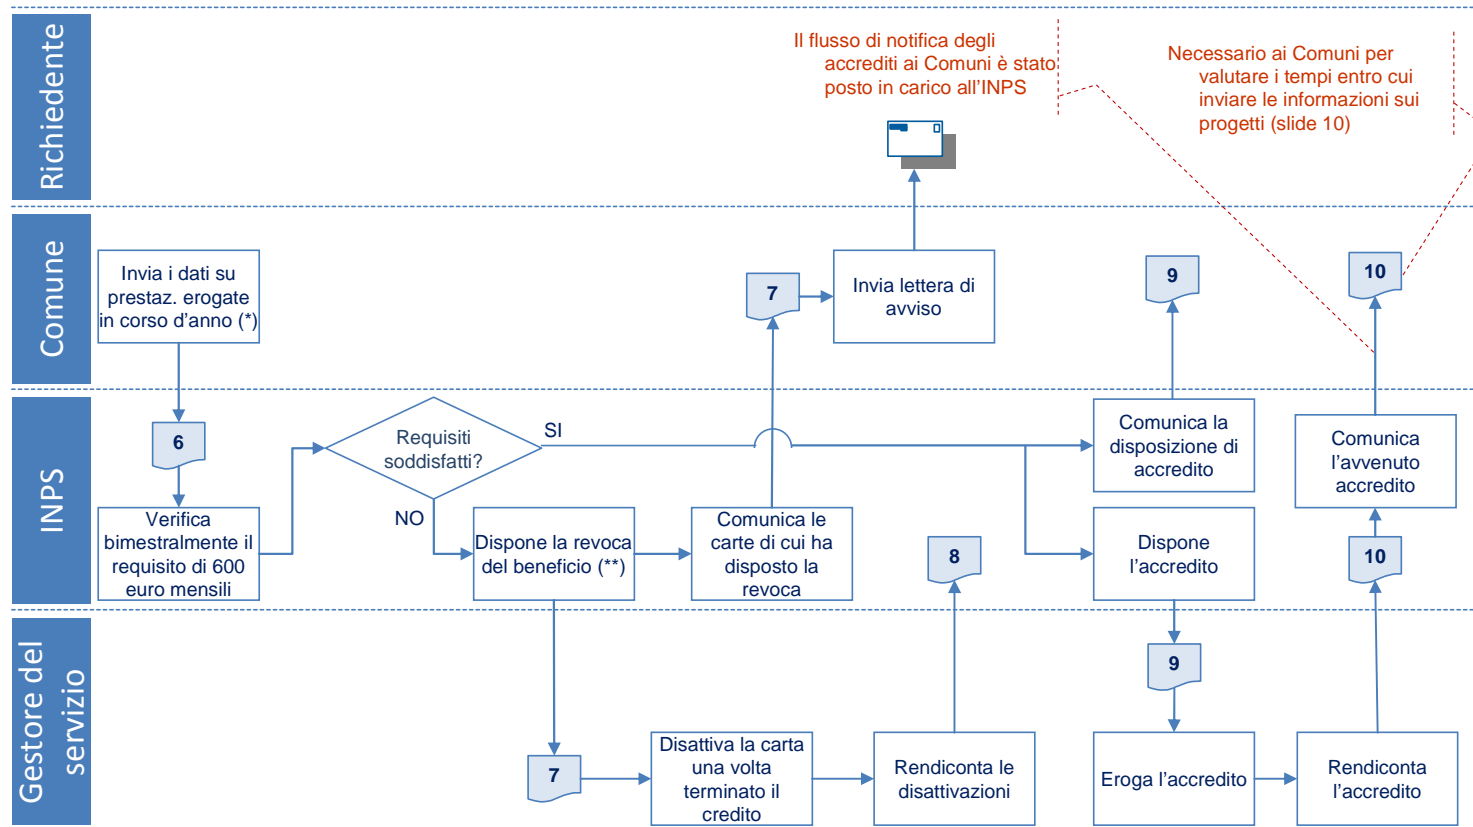 Richiedente
Il flusso di notifica degli
accrediti ai Comuni è stato
posto in carico all'INPS
Necessario ai Comuni per
valutare i tempi entro cui
inviare le informazioni sui
progetti (slide 10)
Comune
Invia i dati su
prestaz. erogate
in corso d'anno (*)
7
Invia lettera di
avviso
9
10
INPS
6
Requisiti
soddisfatti?
SI
NO
Comunica la
disposizione di
accredito
Comunica
l'avvenuto
accredito
Verifica
bimestralmente il
requisito di 600
euro mensili
Dispone la revoca
del beneficio (**)
Comunica le
carte di cui ha
disposto la
revoca
8
Dispone
l'accredito
10
Gestore del
servizio
7
Disattiva la carta
una volta
terminato il
credito
Rendiconta le
disattivazioni
9
Eroga l'accredito
Rendiconta
l'accredito